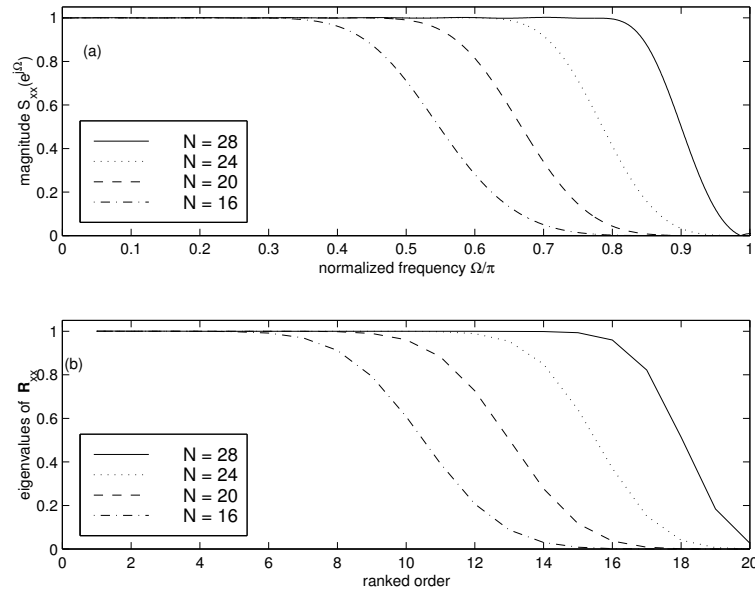 1
0.8
0.6
0.4
0.2
0
magnitude S_xx(e^jΩ)
(a)
N = 28
N = 24
N = 20
N = 16
0 0.1 0.2 0.3 0.4 0.5 0.6 0.7 0.8 0.9 1
normalized frequency Ω/π
1
0.8
0.6
0.4
0.2
0
eigenvalues of R_xx
(b)
N = 28
N = 24
N = 20
N = 16
0 2 4 6 8 10 12 14 16 18 20
ranked order